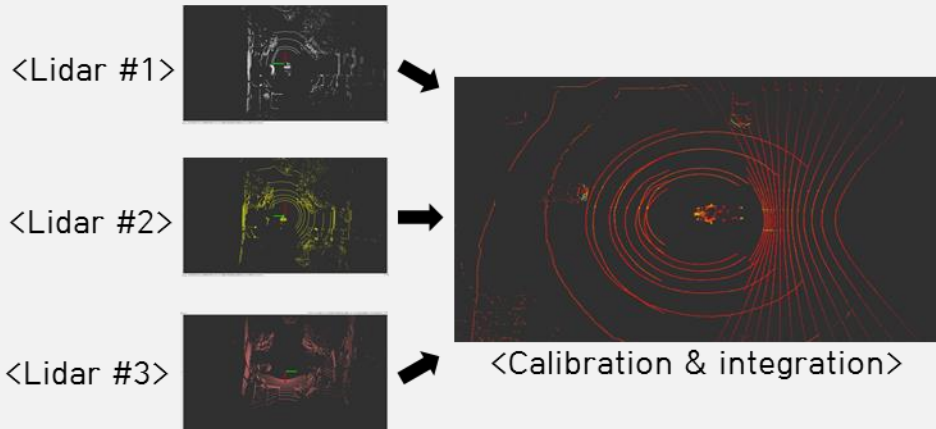 <Lidar #1>
<Lidar #2>
<Lidar #3>
<Calibration & integration>